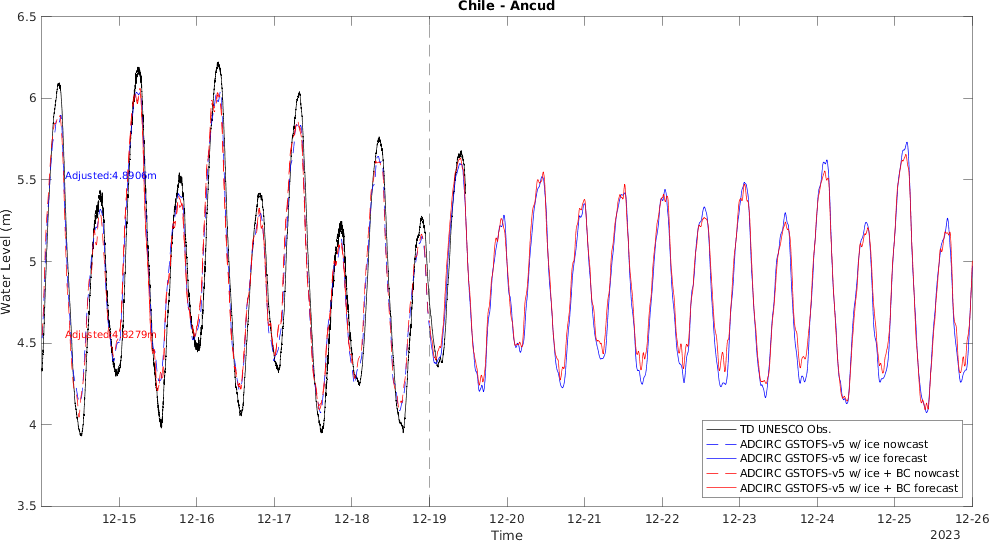 Chile - Ancud
Water Level (m)
6.5
6
5.5
5
4.5
4
3.5
Adjusted:4.8906m
Adjusted:4.8279m
TD UNESCO Obs.
ADCIRC GSTOFS-v5 w/ ice nowcast
ADCIRC GSTOFS-v5 w/ ice forecast
ADCIRC GSTOFS-v5 w/ ice + BC nowcast
ADCIRC GSTOFS-v5 w/ ice + BC forecast
12-15 12-16 12-17 12-18 12-19 12-20 12-21 12-22 12-23 12-24 12-25 12-26
Time
2023